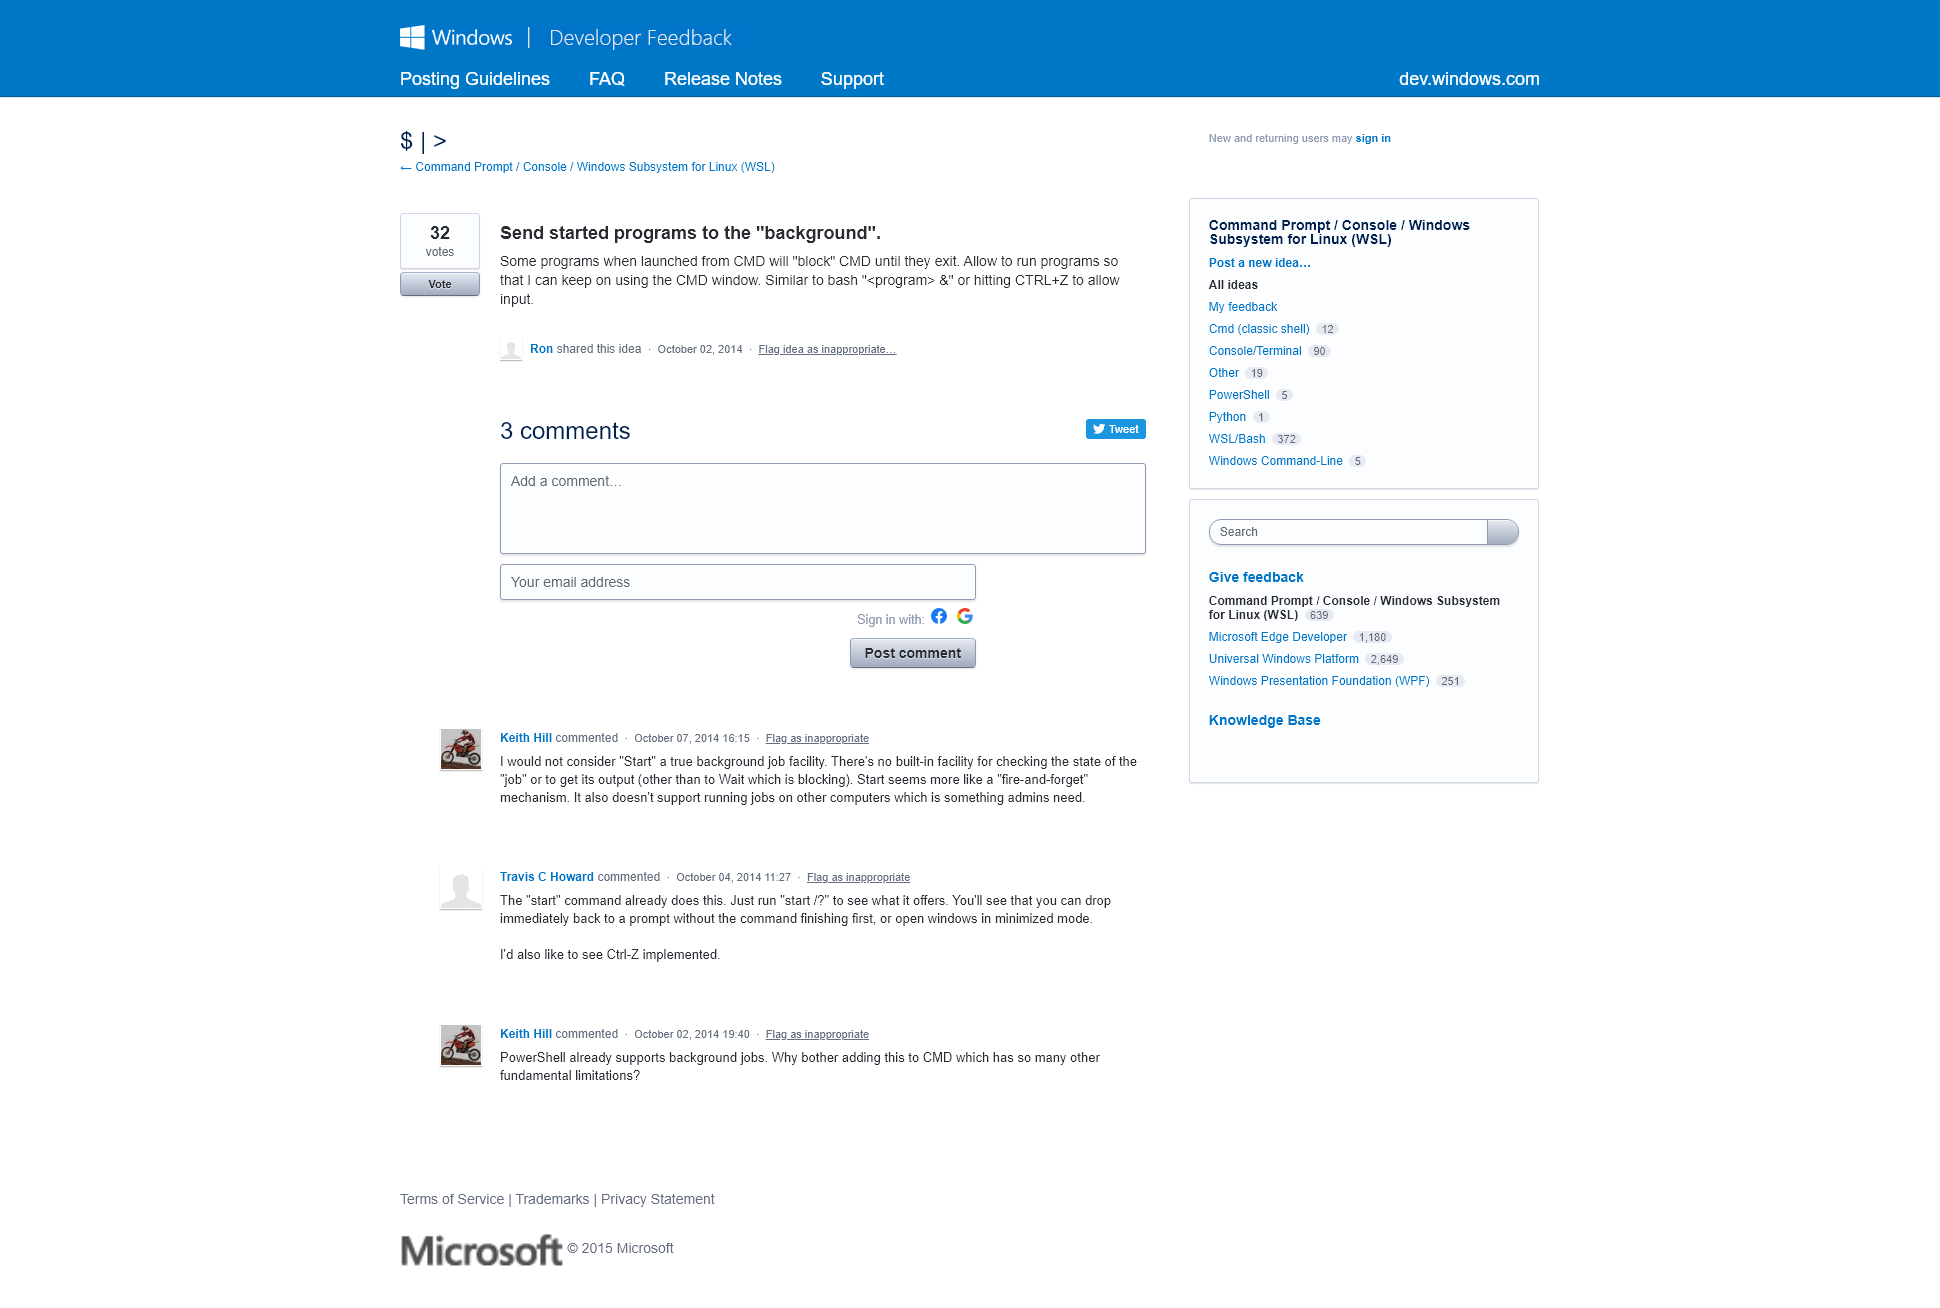 Windows | Developer Feedback
Posting Guidelines FAQ Release Notes Support dev.windows.com
$ | >
← Command Prompt / Console / Windows Subsystem for Linux (WSL)
New and returning users may sign in
32
votes
Vote
Send started programs to the "background".
Some programs when launched from CMD will "block" CMD until they exit. Allow to run programs so
that I can keep on using the CMD window. Similar to bash "<program> &" or hitting CTRL+Z to allow
input.
Ron shared this idea · October 02, 2014 · Flag idea as inappropriate…
3 comments
Tweet
Add a comment…
Your email address
Sign in with:
Post comment
Keith Hill commented · October 07, 2014 16:15 · Flag as inappropriate
I would not consider "Start" a true background job facility. There's no built-in facility for checking the state of the
"job" or to get its output (other than to Wait which is blocking). Start seems more like a "fire-and-forget"
mechanism. It also doesn't support running jobs on other computers which is something admins need.
Travis C Howard commented · October 04, 2014 11:27 · Flag as inappropriate
The "start" command already does this. Just run "start /?" to see what it offers. You'll see that you can drop
immediately back to a prompt without the command finishing first, or open windows in minimized mode.
I'd also like to see Ctrl-Z implemented.
Keith Hill commented · October 02, 2014 19:40 · Flag as inappropriate
PowerShell already supports background jobs. Why bother adding this to CMD which has so many other
fundamental limitations?
Command Prompt / Console / Windows
Subsystem for Linux (WSL)
Post a new idea…
All ideas
My feedback
Cmd (classic shell) 12
Console/Terminal 90
Other 19
PowerShell 5
Python 1
WSL/Bash 372
Windows Command-Line 5
Search
Give feedback
Command Prompt / Console / Windows Subsystem
for Linux (WSL) 639
Microsoft Edge Developer 1,180
Universal Windows Platform 2,649
Windows Presentation Foundation (WPF) 251
Knowledge Base
Terms of Service | Trademarks | Privacy Statement
Microsoft © 2015 Microsoft